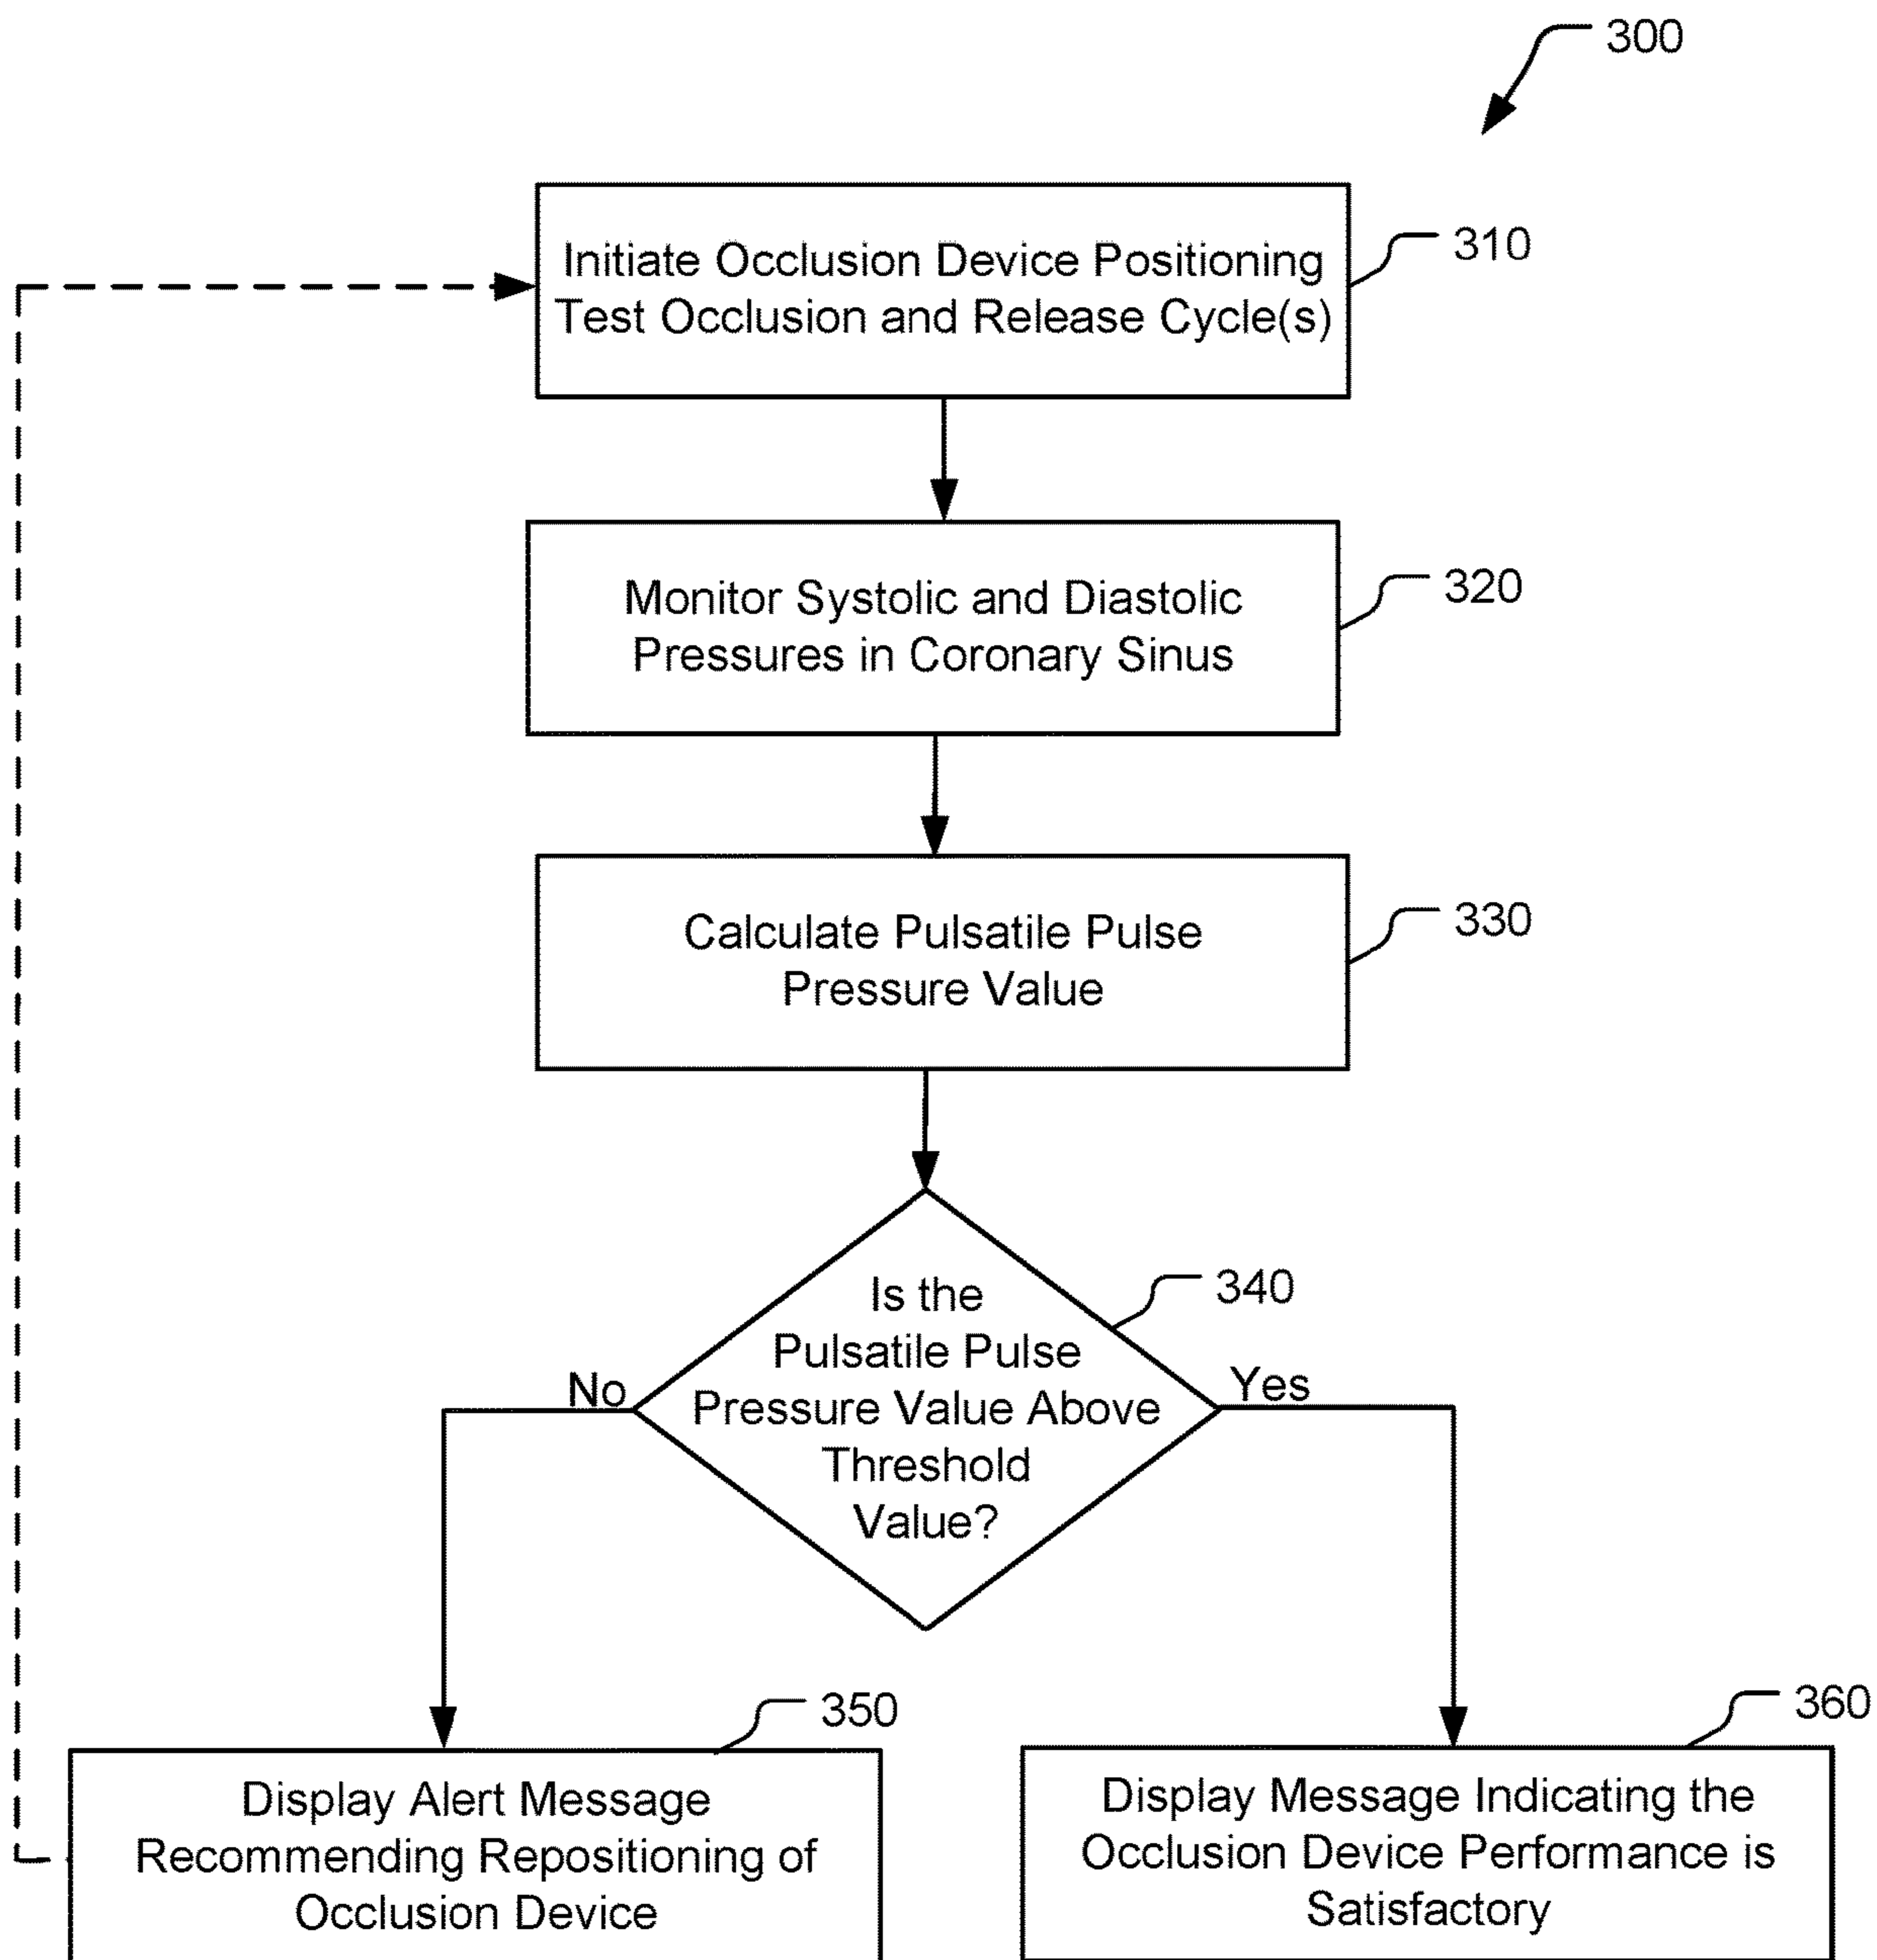 300
Initiate Occlusion Device Positioning
Test Occlusion and Release Cycle(s)
310
Monitor Systolic and Diastolic
Pressures in Coronary Sinus
320
Calculate Pulsatile Pulse
Pressure Value
330
Is the
Pulsatile Pulse
Pressure Value Above
Threshold
Value?
340
No
Yes
350
Display Alert Message
Recommending Repositioning of
Occlusion Device
360
Display Message Indicating the
Occlusion Device Performance is
Satisfactory